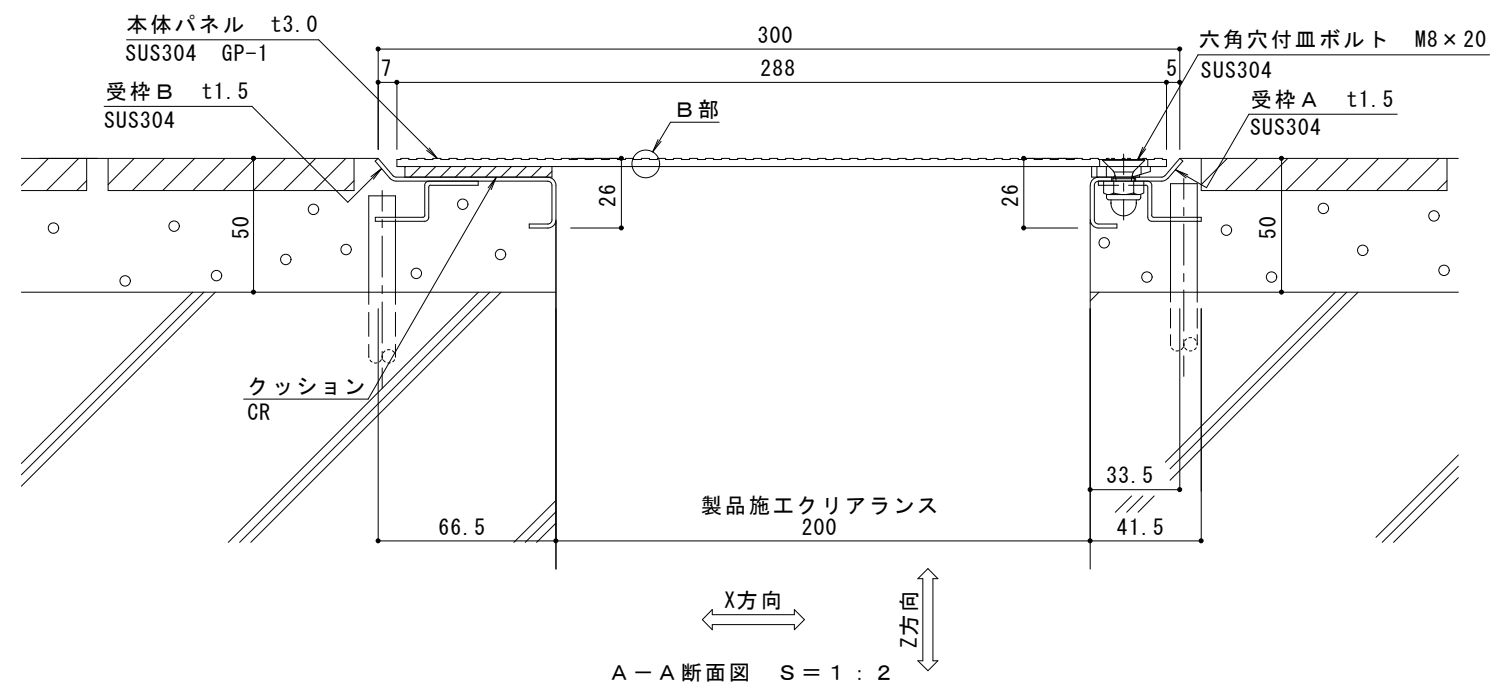 本体パネル t3.0
SUS304 GP-1
300
六角穴付皿ボルト M8×20
SUS304
7
288
5
受枠B t1.5
SUS304
受枠A t1.5
SUS304
B部
50
26
26
50
クッション
CR
33.5
製品施工クリアランス
66.5
200
41.5
X方向
Z方向
A-A断面図 S=1:2